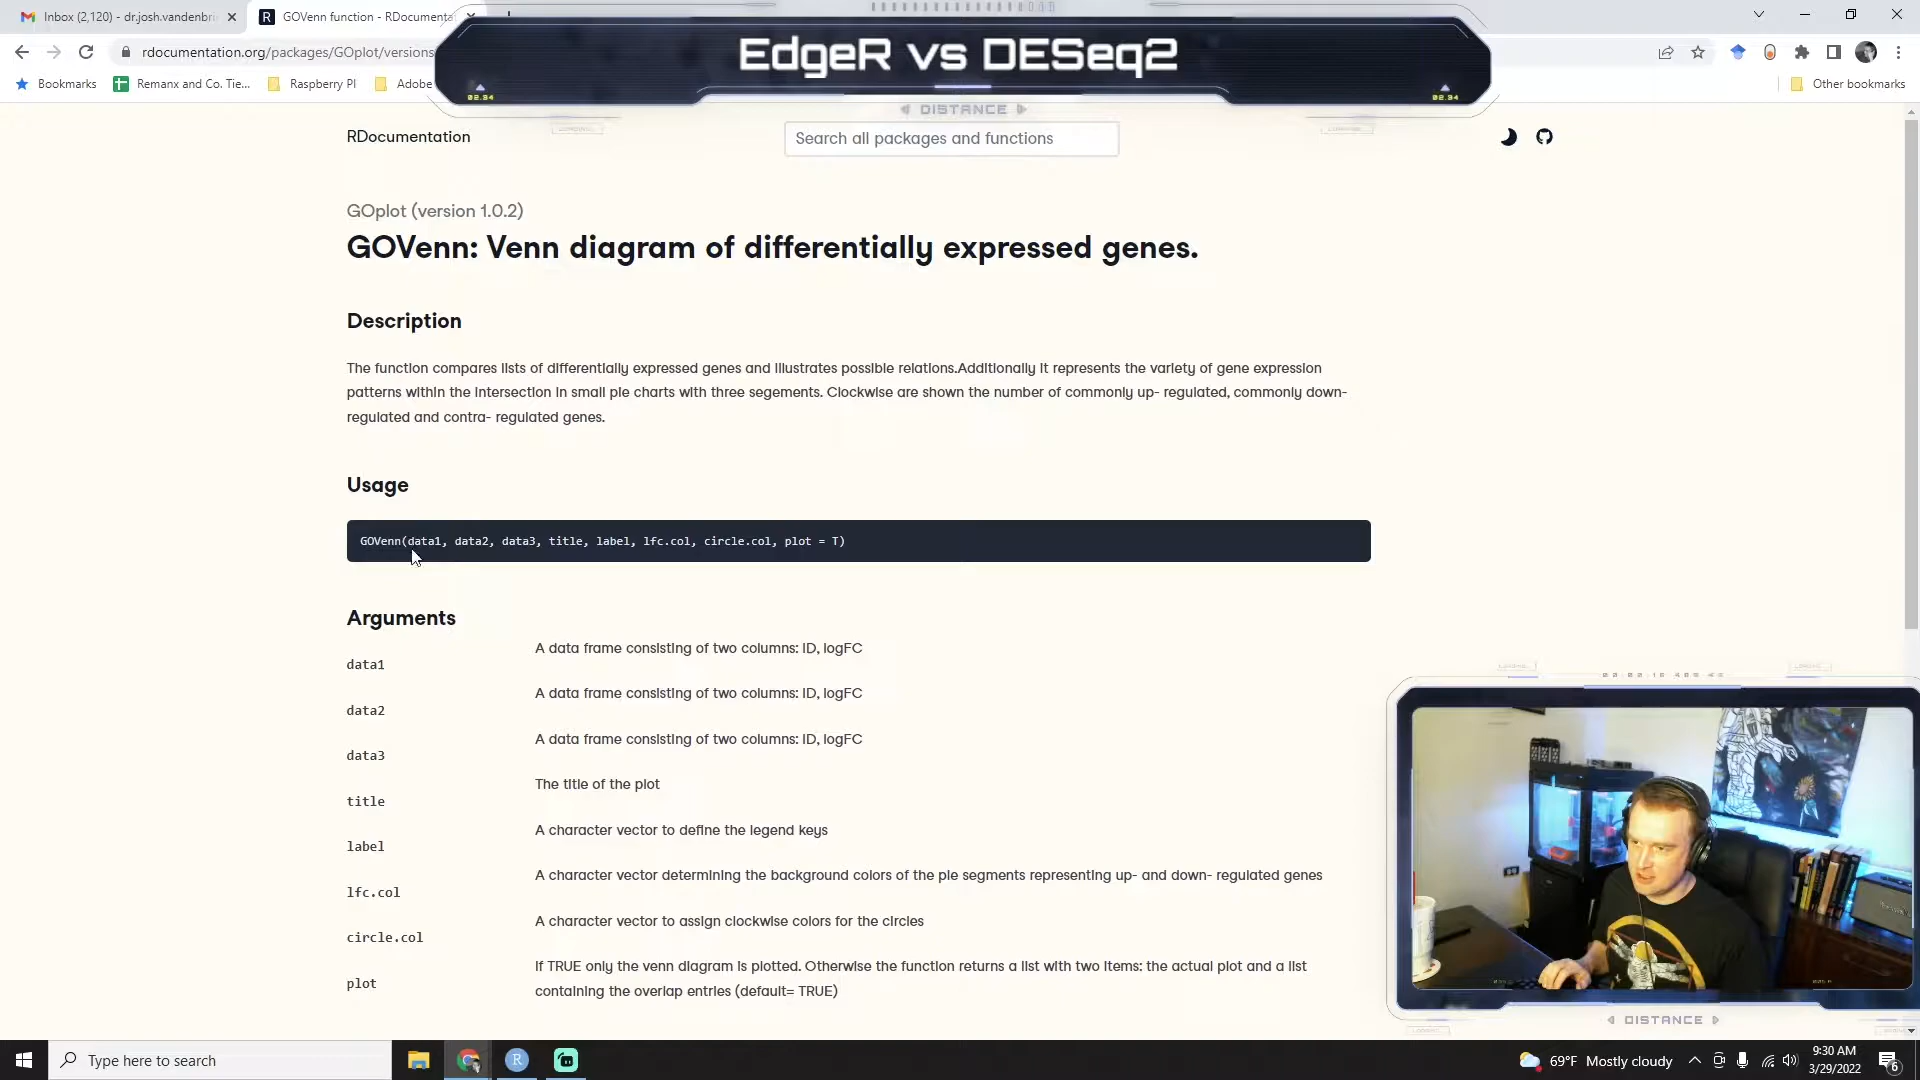 Inbox (2,120) - dr.josh.vandenbri
GOVenn function - RDocumenta
rdocumentation.org/packages/GOplot/versions
Bookmarks
Remanx and Co. Tie...
Raspberry PI
Adobe
Other bookmarks
EdgeR vs DESeq2
02.94
02.94
DISTANCE
RDocumentation
Search all packages and functions
GOplot (version 1.0.2)
GOVenn: Venn diagram of differentially expressed genes.
Description
The function compares lists of differentially expressed genes and illustrates possible relations.Additionally it represents the variety of gene expression
patterns within the intersection in small pie charts with three segements. Clockwise are shown the number of commonly up- regulated, commonly down-
regulated and contra- regulated genes.
Usage
GOVenn(data1, data2, data3, title, label, lfc.col, circle.col, plot = T)
Arguments
data1
A data frame consisting of two columns: ID, logFC
data2
A data frame consisting of two columns: ID, logFC
data3
A data frame consisting of two columns: ID, logFC
title
The title of the plot
label
A character vector to define the legend keys
lfc.col
A character vector determining the background colors of the pie segments representing up- and down- regulated genes
circle.col
A character vector to assign clockwise colors for the circles
plot
If TRUE only the venn diagram is plotted. Otherwise the function returns a list with two items: the actual plot and a list
containing the overlap entries (default= TRUE)
DISTANCE
Type here to search
69°F Mostly cloudy
9:30 AM
3/29/2022
6